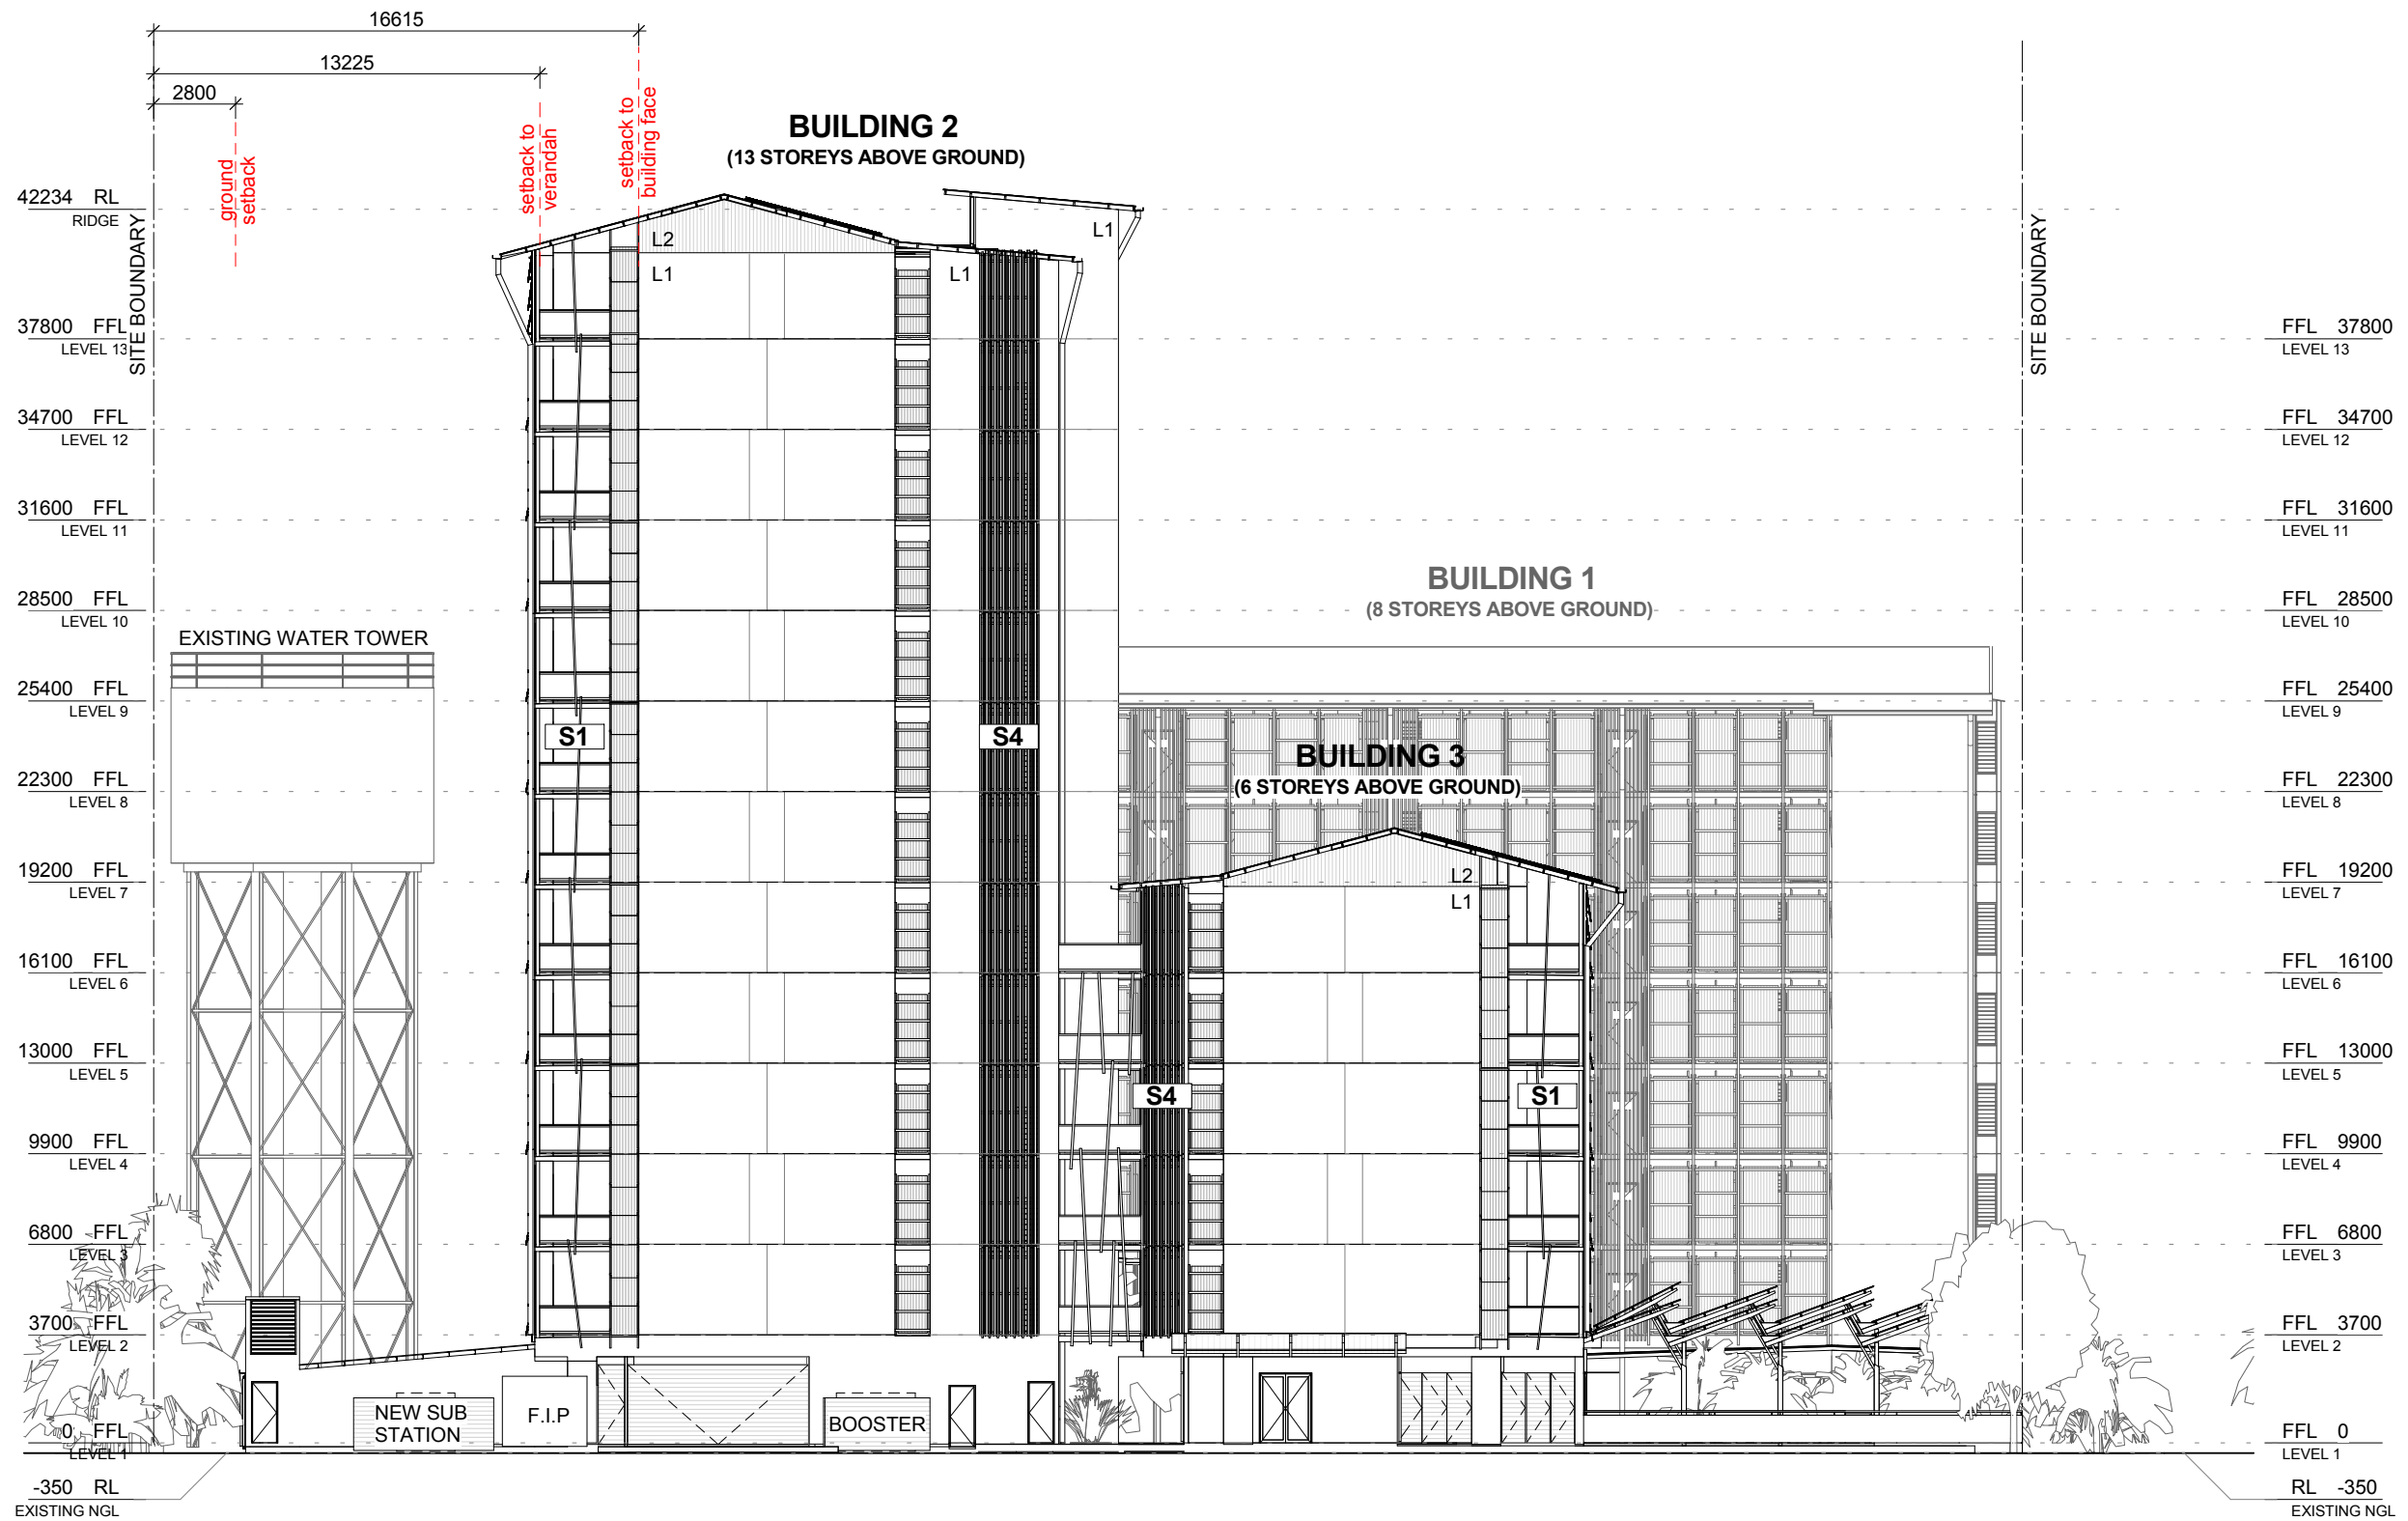 16615
13225
2800
ground
setback
setback to
verandah
setback to
building face
BUILDING 2
(13 STOREYS ABOVE GROUND)
42234 RL
RIDGE
SITE BOUNDARY
SITE BOUNDARY
L2
L1
L1
L1
37800 FFL
LEVEL 13
FFL 37800
LEVEL 13
34700 FFL
LEVEL 12
FFL 34700
LEVEL 12
31600 FFL
LEVEL 11
FFL 31600
LEVEL 11
BUILDING 1
(8 STOREYS ABOVE GROUND)
28500 FFL
LEVEL 10
FFL 28500
LEVEL 10
EXISTING WATER TOWER
25400 FFL
LEVEL 9
FFL 25400
LEVEL 9
S1
S4
BUILDING 3
(6 STOREYS ABOVE GROUND)
22300 FFL
LEVEL 8
FFL 22300
LEVEL 8
19200 FFL
LEVEL 7
L2
L1
FFL 19200
LEVEL 7
16100 FFL
LEVEL 6
FFL 16100
LEVEL 6
13000 FFL
LEVEL 5
FFL 13000
LEVEL 5
S4
S1
9900 FFL
LEVEL 4
FFL 9900
LEVEL 4
6800 FFL
LEVEL 3
FFL 6800
LEVEL 3
3700 FFL
LEVEL 2
FFL 3700
LEVEL 2
NEW SUB
STATION
F.I.P
BOOSTER
0 FFL
LEVEL 1
FFL 0
LEVEL 1
-350 RL
EXISTING NGL
RL -350
EXISTING NGL